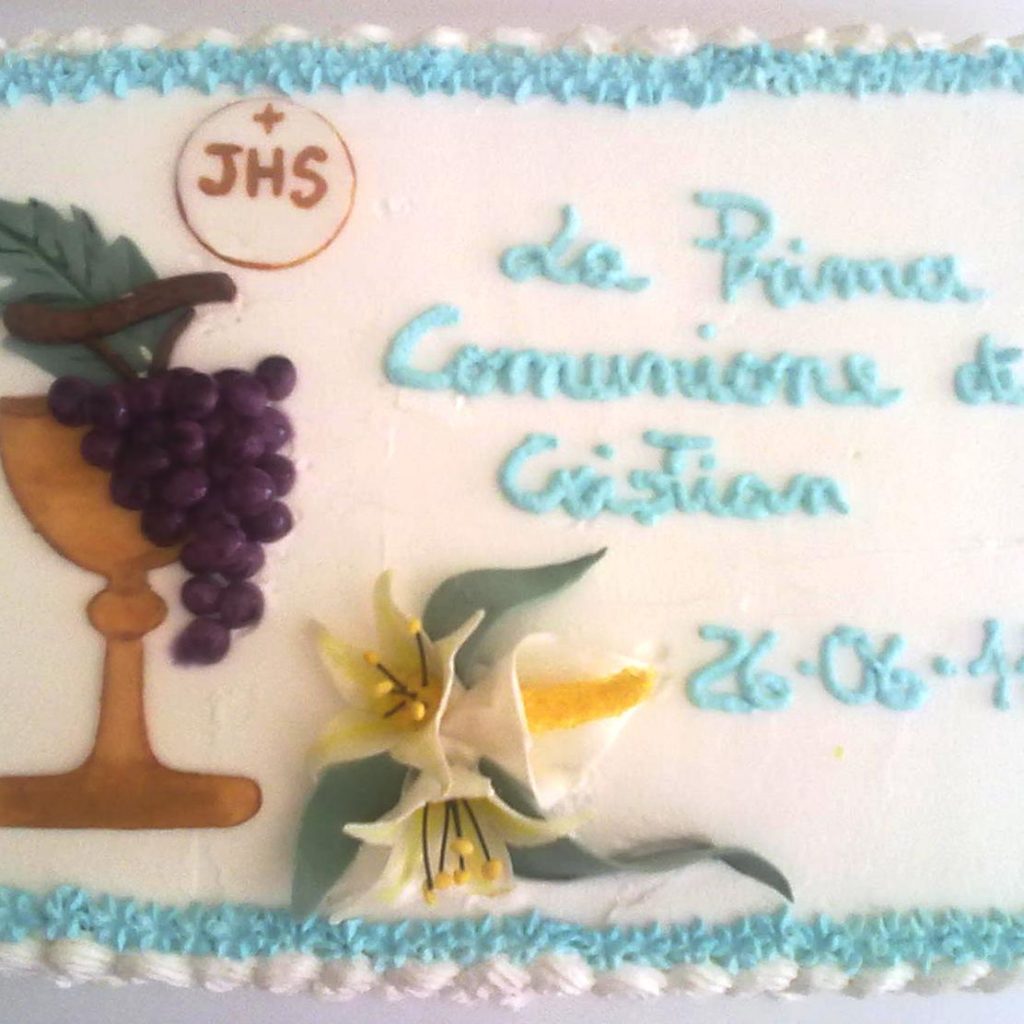 +
JHS
La Prima
Comunione di
Cristian
26.06.1